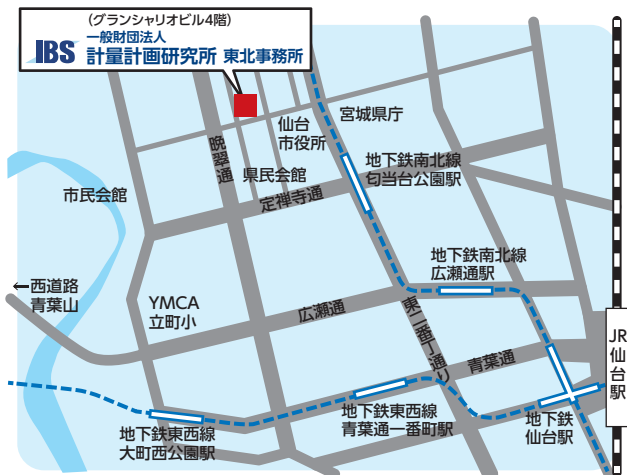 (グランシャリオビル4階)
IBS
一般財団法人
計量計画研究所 東北事務所
宮城県庁
仙台
市役所
晩翠通
県民会館
地下鉄南北線
勾当台公園駅
市民会館
定禅寺通
地下鉄南北線
広瀬通駅
←西道路
青葉山
YMCA
立町小
広瀬通
東二番丁通り
青葉通
JR
仙
台
駅
地下鉄東西線
大町西公園駅
地下鉄東西線
青葉通一番町駅
地下鉄
仙台駅